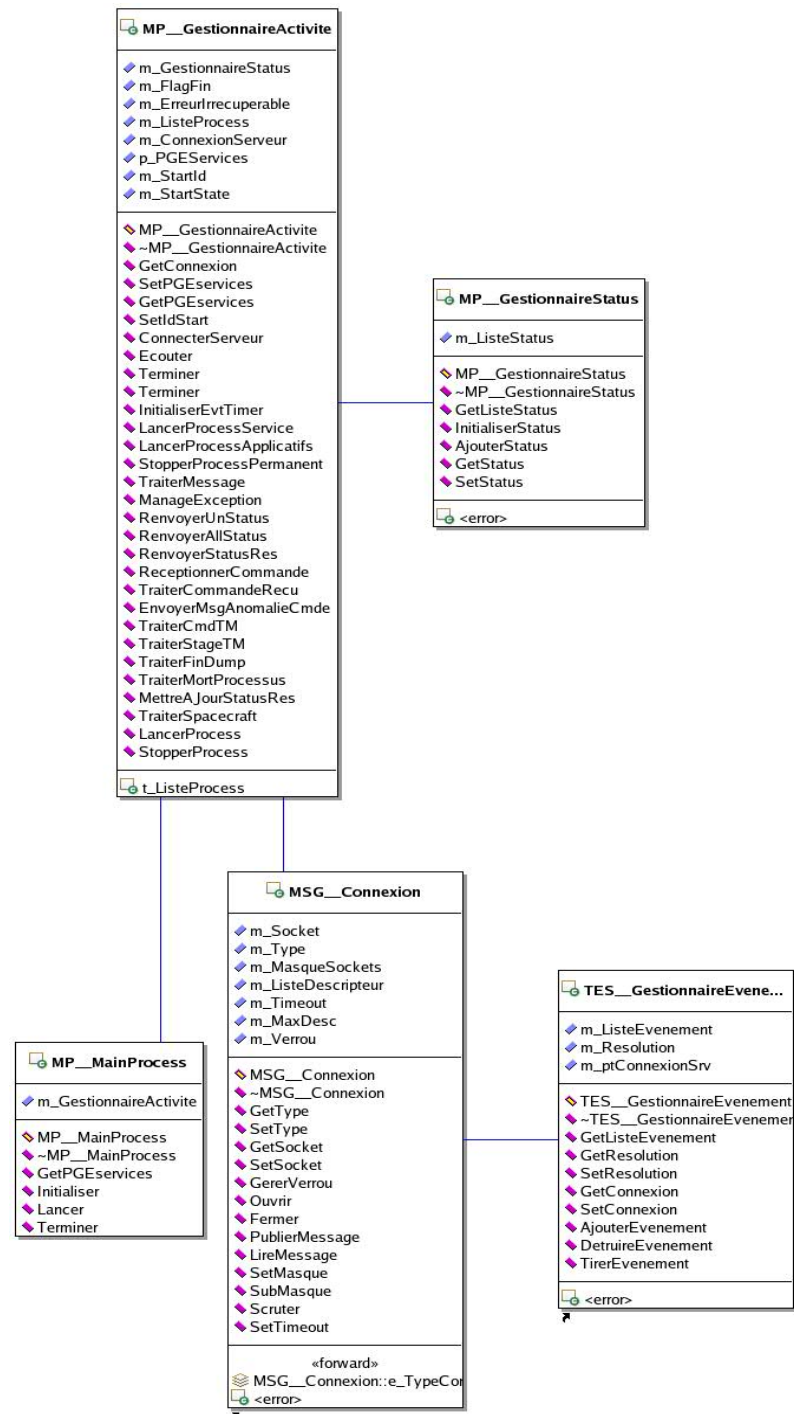 MP__GestionnaireActivite
m_GestionnaireStatus
m_FlagFin
m_ErreurIrrecuperable
m_ListeProcess
m_ConnexionServeur
p_PGEServices
m_StartId
m_StartState
MP__GestionnaireActivite
~MP__GestionnaireActivite
GetConnexion
SetPGEservices
GetPGEservices
SetIdStart
ConnecterServeur
Ecouter
Terminer
Terminer
InitialiserEvtTimer
LancerProcessService
LancerProcessApplicatifs
StopperProcessPermanent
TraiterMessage
ManageException
RenvoyerUnStatus
RenvoyerAllStatus
RenvoyerStatusRes
ReceptionnerCommande
TraiterCommandeRecu
EnvoyerMsgAnomalieCmde
TraiterCmdTM
TraiterStageTM
TraiterFinDump
TraiterMortProcessus
MettreAJourStatusRes
TraiterSpacecraft
LancerProcess
StopperProcess
t_ListeProcess
MP__GestionnaireStatus
m_ListeStatus
MP__GestionnaireStatus
~MP__GestionnaireStatus
GetListeStatus
InitialiserStatus
AjouterStatus
GetStatus
SetStatus
<error>
MSG__Connexion
m_Socket
m_Type
m_MasqueSockets
m_ListeDescripteur
m_Timeout
m_MaxDesc
m_Verrou
MSG__Connexion
~MSG__Connexion
GetType
SetType
GetSocket
SetSocket
GererVerrou
Ouvrir
Fermer
PublierMessage
LireMessage
SetMasque
SubMasque
Scruter
SetTimeout
«forward»
MSG__Connexion::e_TypeCor
<error>
TES__GestionnaireEvene...
m_ListeEvenement
m_Resolution
m_ptConnexionSrv
TES__GestionnaireEvenement
~TES__GestionnaireEvenemer
GetListeEvenement
GetResolution
SetResolution
GetConnexion
SetConnexion
AjouterEvenement
DetruireEvenement
TirerEvenement
<error>
MP__MainProcess
m_GestionnaireActivite
MP__MainProcess
~MP__MainProcess
GetPGEservices
Initialiser
Lancer
Terminer